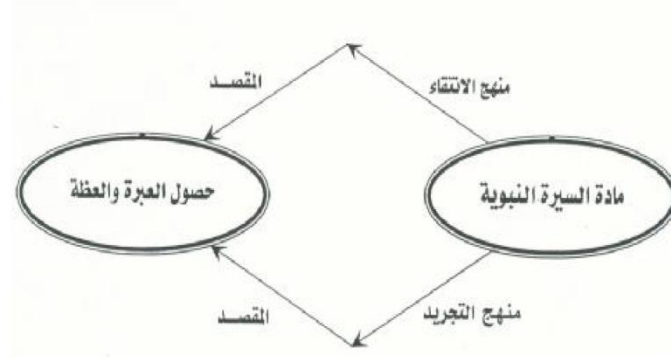 منهج الانتقاء
المقصد
مادة السيرة النبوية
حصول العبرة والعظة
منهج التجريد
المقصد